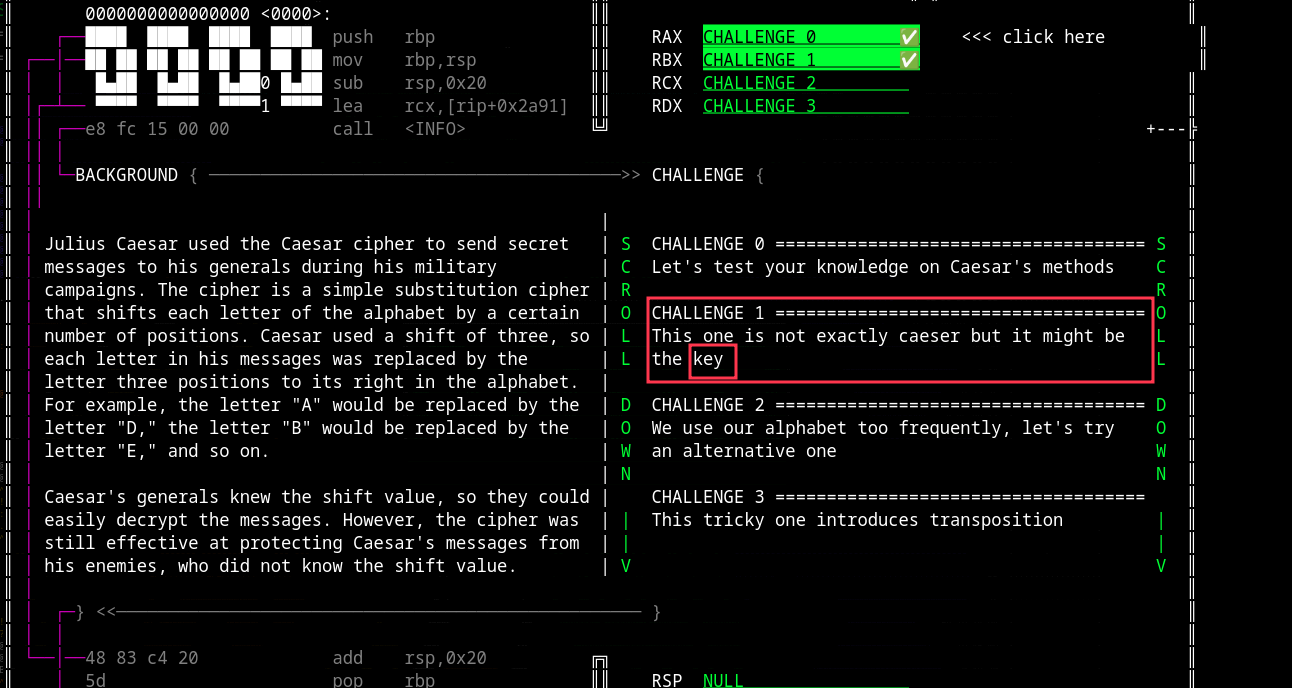 0000000000000000 <0000>:
push rbp
mov rbp,rsp
0 sub rsp,0x20
1 lea rcx,[rip+0x2a91]
e8 fc 15 00 00 call <INFO>
RAX CHALLENGE 0 ✅ <<< click here
RBX CHALLENGE 1 ✅
RCX CHALLENGE 2
RDX CHALLENGE 3
+---
BACKGROUND { >> CHALLENGE {
Julius Caesar used the Caesar cipher to send secret
messages to his generals during his military
campaigns. The cipher is a simple substitution cipher
that shifts each letter of the alphabet by a certain
number of positions. Caesar used a shift of three, so
each letter in his messages was replaced by the
letter three positions to its right in the alphabet.
For example, the letter "A" would be replaced by the
letter "D," the letter "B" would be replaced by the
letter "E," and so on.
Caesar's generals knew the shift value, so they could
easily decrypt the messages. However, the cipher was
still effective at protecting Caesar's messages from
his enemies, who did not know the shift value.
SCROLL DOWN | | V
CHALLENGE 0 ====================================
Let's test your knowledge on Caesar's methods
CHALLENGE 1 ====================================
This one is not exactly caeser but it might be
the key
CHALLENGE 2 ====================================
We use our alphabet too frequently, let's try
an alternative one
CHALLENGE 3 ====================================
This tricky one introduces transposition
SCROLL DOWN | | V
} << }
48 83 c4 20 add rsp,0x20
5d pop rbp
RSP NULL